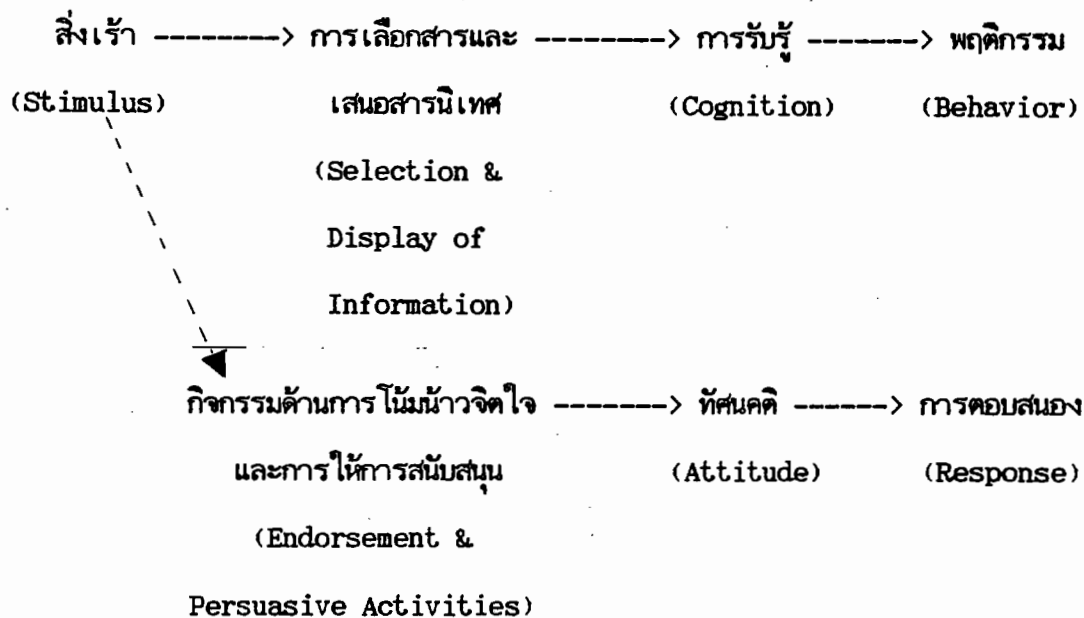 สิ่งเร้า --------> การเลือกสารและ --------> การรับรู้ -------> พฤติกรรม
(Stimulus) เสนอสารนิเทศ (Cognition) (Behavior)
(Selection &
Display of
Information)
กิจกรรมด้านการโน้มน้าวจิตใจ -------> ทัศนคติ ------> การตอบสนอง
และการให้การสนับสนุน (Attitude) (Response)
(Endorsement &
Persuasive Activities)